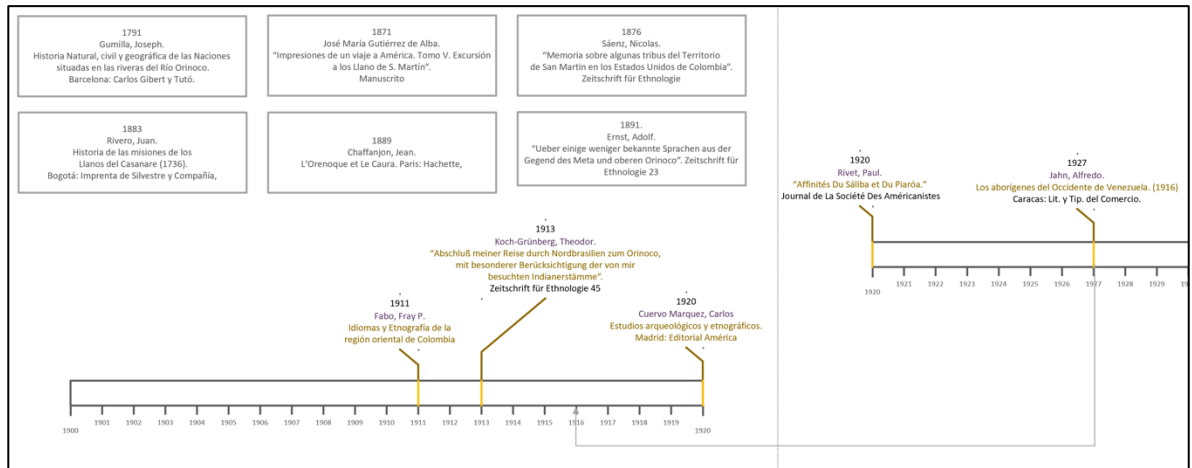 1791
Gumilla, Joseph.
Historia Natural, civil y geográfica de las Naciones
situadas en las riveras del Río Orinoco.
Barcelona: Carlos Gibert y Tutó.
1871
José María Gutiérrez de Alba.
“Impresiones de un viaje a América. Tomo V. Excursión
a los Llano de S. Martín”.
Manuscrito
1876
Sáenz, Nicolas.
“Memoria sobre algunas tribus del Territorio
de San Martin en los Estados Unidos de Colombia”.
Zeitschrift für Ethnologie
1883
Rivero, Juan.
Historia de las misiones de los
Llanos del Casanare (1736).
Bogotá: Imprenta de Silvestre y Compañía,
1889
Chaffanjon, Jean.
L’Orenoque et Le Caura. Paris: Hachette,
1891.
Ernst, Adolf.
“Ueber einige weniger bekannte Sprachen aus der
Gegend des Meta und oberen Orinoco”. Zeitschrift für
Ethnologie 23
1920
Rivet, Paul.
“Affinités Du Sáliba et Du Piaróa.”
Journal de La Société Des Américanistes
1927
Jahn, Alfredo.
Los aborígenes del Occidente de Venezuela. (1916)
Caracas: Lit. y Tip. del Comercio.
1920
1921
1922
1923
1924
1925
1926
1927
1928
1929
1913
Koch-Grünberg, Theodor.
“Abschluß meiner Reise durch Nordbrasilien zum Orinoco,
mit besonderer Berücksichtigung der von mir
besuchten Indianerstämme”.
Zeitschrift für Ethnologie 45
1911
Fabo, Fray P.
Idiomas y Etnografía de la
región oriental de Colombia
1920
Cuervo Marquez, Carlos
Estudios arqueológicos y etnográficos.
Madrid: Editorial América
1900
1901
1902
1903
1904
1905
1906
1907
1908
1909
1910
1911
1912
1913
1914
1915
1916
1917
1918
1919
1920